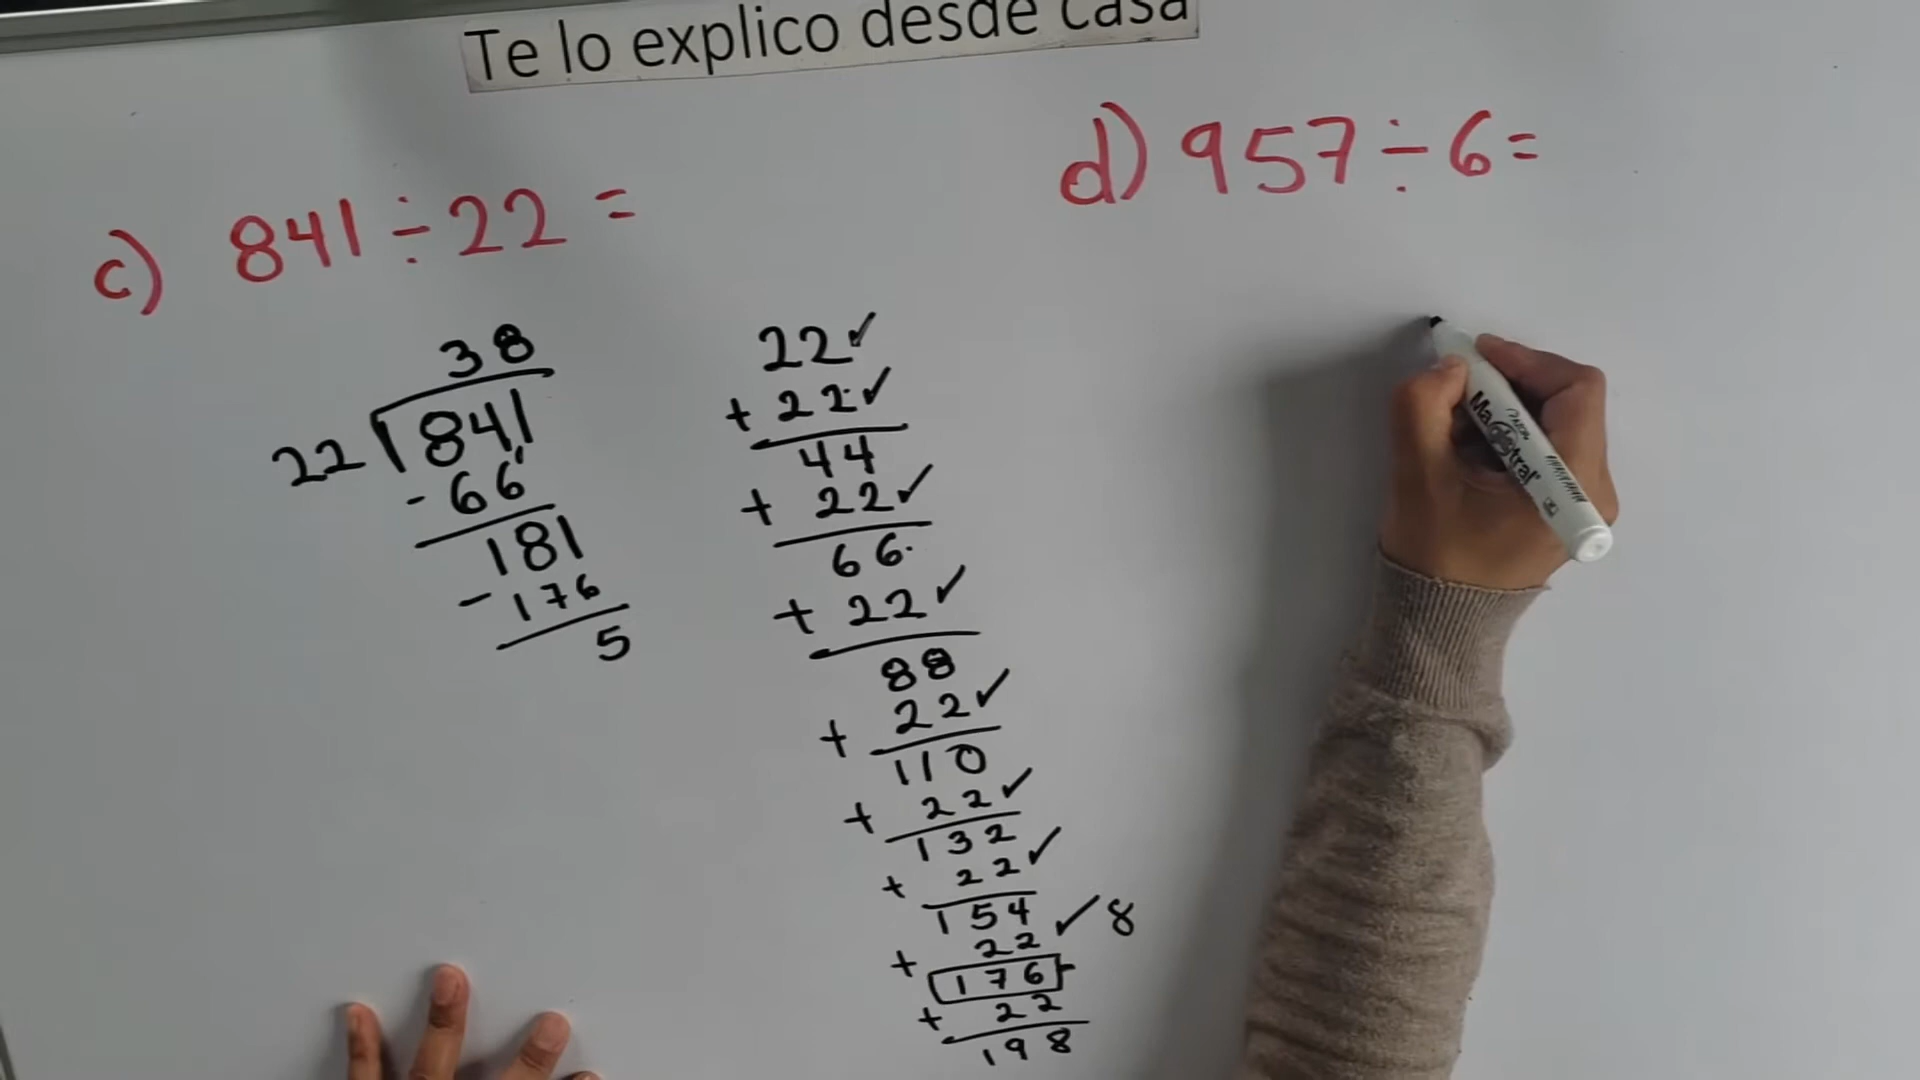 Te lo explico desde casa
c) 841 ÷ 22 =
38
22 841
- 66
181
- 176
5
22 ✓
+ 22 ✓
44
+ 22 ✓
66
+ 22 ✓
88
+ 22 ✓
110
+ 22 ✓
132
+ 22 ✓
154
+ 22 ✓ 8
176
+ 22
198
d) 957 ÷ 6 =
Magistral